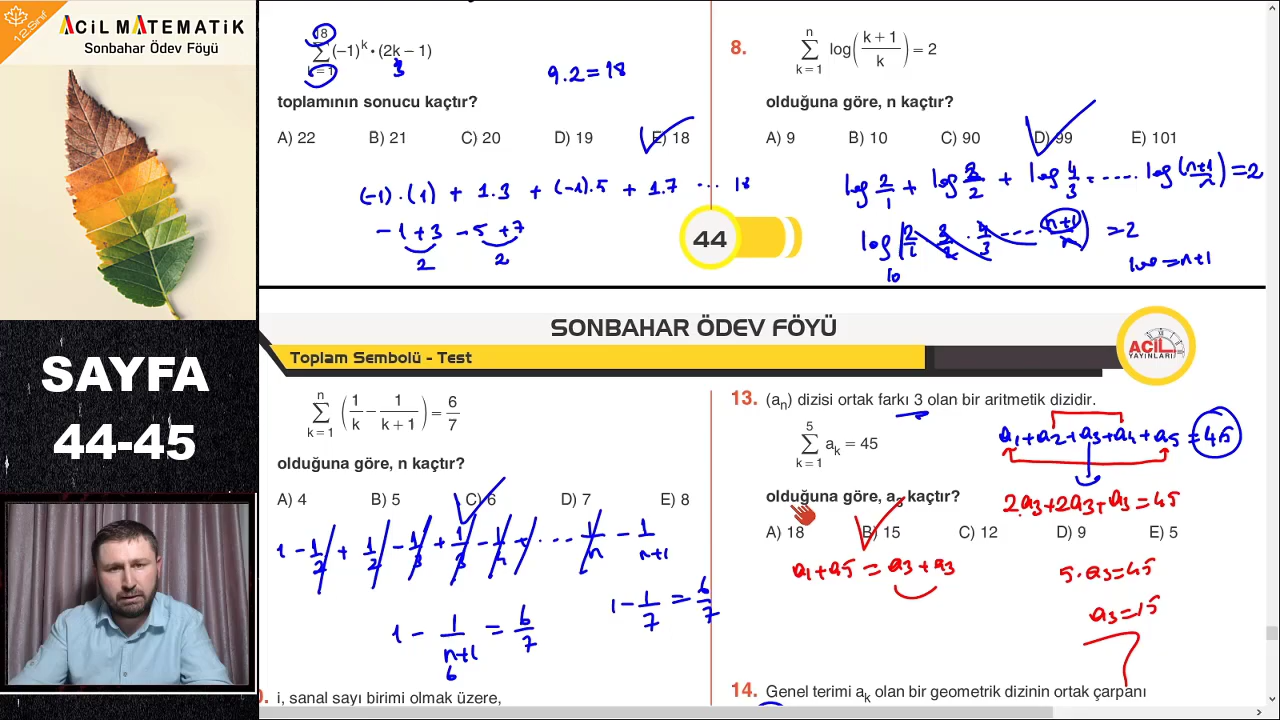 12.Sınıf
ACiL MATEMATiK
Sonbahar Ödev Föyü
SAYFA
44-45
18
∑ (−1)^k • (2k − 1)
k = 1
3
9.2=18
toplamının sonucu kaçtır?
A) 22 B) 21 C) 20 D) 19 E) 18
(-1).(1) + 1.3 + (-1).5 + 1.7 ... 18
-1+3 -5+7
2 2
8.
n
∑ log((k + 1)/k) = 2
k = 1
olduğuna göre, n kaçtır?
A) 9 B) 10 C) 90 D) 99 E) 101
log 2/1 + log 3/2 + log 4/3 ..... log (n+1/n) = 2
log (2/1 . 3/2 . 4/3 ..... n+1/n) = 2
10
100 = n+1
44
SONBAHAR ÖDEV FÖYÜ
Toplam Sembolü - Test
ACİL
YAYINLARI
n
∑ (1/k − 1/(k + 1)) = 6/7
k = 1
olduğuna göre, n kaçtır?
A) 4 B) 5 C) 6 D) 7 E) 8
1 - 1/2 + 1/2 - 1/3 + 1/3 - 1/4 + ... 1/n - 1/n+1
1 - 1/n+1 = 6/7
6
1 - 1/7 = 6/7
13. (an) dizisi ortak farkı 3 olan bir aritmetik dizidir.
5
∑ ak = 45
k = 1
a1+a2+a3+a4+a5=45
olduğuna göre, a3 kaçtır?
2a3+2a3+a3=45
A) 18 B) 15 C) 12 D) 9 E) 5
a1+a5 = a3+a3
5.a3=45
a3=15
i, sanal sayı birimi olmak üzere,
14. Genel terimi ak olan bir geometrik dizinin ortak çarpanı